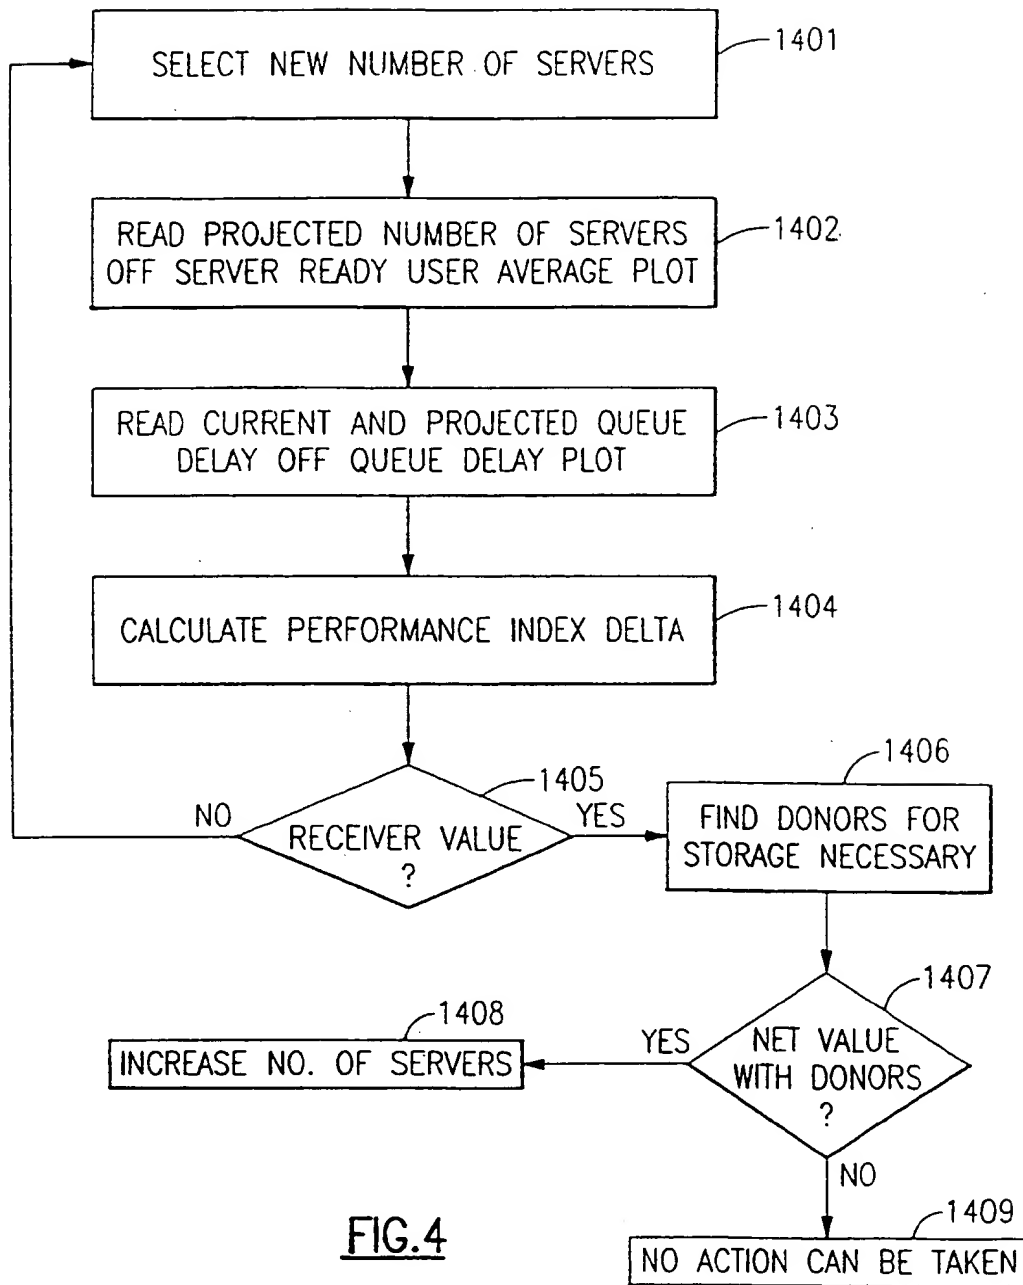 1401
SELECT NEW NUMBER OF SERVERS
1402
READ PROJECTED NUMBER OF SERVERS
OFF SERVER READY USER AVERAGE PLOT
1403
READ CURRENT AND PROJECTED QUEUE
DELAY OFF QUEUE DELAY PLOT
1404
CALCULATE PERFORMANCE INDEX DELTA
1405
NO
RECEIVER VALUE
?
YES
1406
FIND DONORS FOR
STORAGE NECESSARY
1407
NET VALUE
WITH DONORS
?
YES
1408
INCREASE NO. OF SERVERS
NO
1409
NO ACTION CAN BE TAKEN
FIG.4